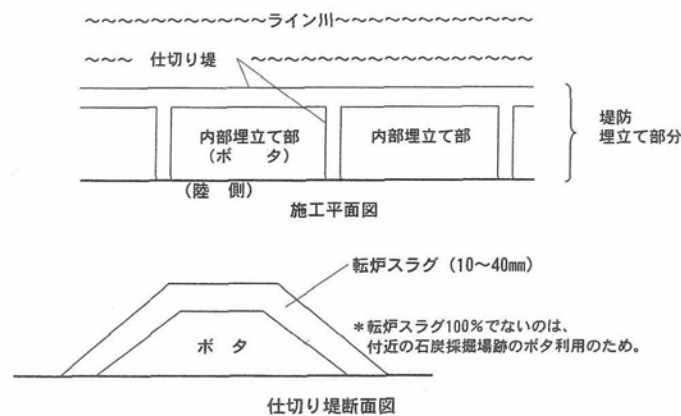 ~~~~~~~~~~~ライン川~~~~~~~~~~~
~~~ 仕切り堤 ~~~~~~~~~~~~~~~~
内部埋立て部
(ボ タ)
内部埋立て部
堤防
埋立て部分
(陸 側)
施工平面図
転炉スラグ (10~40mm)
ボ タ
*転炉スラグ100%でないのは、
付近の石炭採掘場跡のボタ利用のため。
仕切り堤断面図